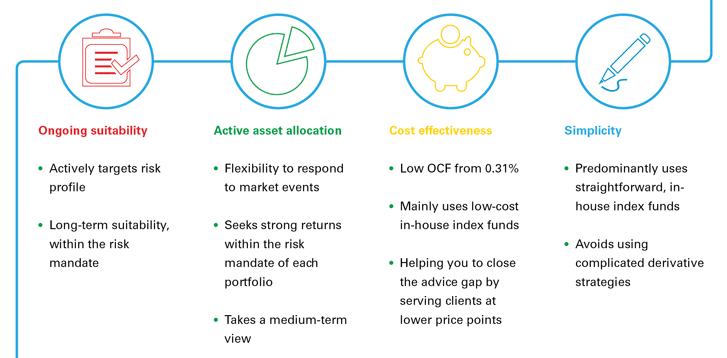 Ongoing suitability
• Actively targets risk
profile
• Long-term suitability,
within the risk
mandate
Active asset allocation
• Flexibility to respond
to market events
• Seeks strong returns
within the risk
mandate of each
portfolio
• Takes a medium-term
view
Cost effectiveness
• Low OCF from 0.31%
• Mainly uses low-cost
in-house index funds
• Helping you to close
the advice gap by
serving clients at
lower price points
Simplicity
• Predominantly uses
straightforward, in-
house index funds
• Avoids using
complicated derivative
strategies